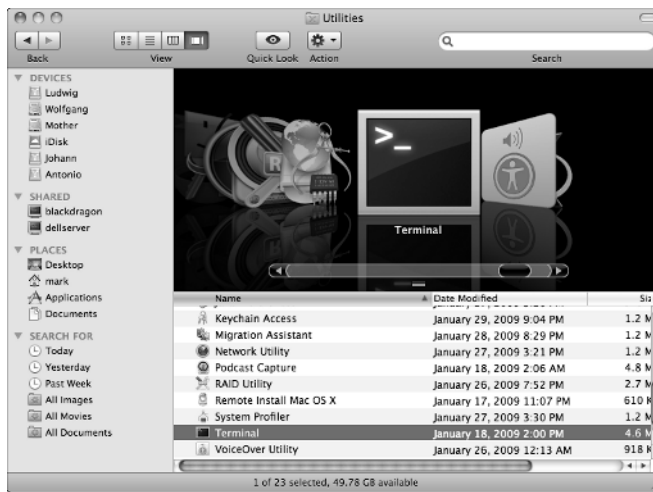 Utilities
Back
View
Quick Look
Action
Search
DEVICES
Ludwig
Wolfgang
Mother
iDisk
Johann
Antonio
SHARED
blackdragon
dellserver
PLACES
Desktop
mark
Applications
Documents
SEARCH FOR
Today
Yesterday
Past Week
All Images
All Movies
All Documents
>_
Terminal
Name Date Modified Siz
Keychain Access January 29, 2009 9:04 PM 1.2 M
Migration Assistant January 28, 2009 8:29 PM 1.2 M
Network Utility January 27, 2009 3:21 PM 1.2 M
Podcast Capture January 18, 2009 2:06 AM 4.8 M
RAID Utility January 26, 2009 7:52 PM 2.7 M
Remote Install Mac OS X January 17, 2009 11:07 PM 610 K
System Profiler January 27, 2009 3:30 PM 1.2 M
Terminal January 18, 2009 2:00 PM 4.6 M
VoiceOver Utility January 26, 2009 12:13 AM 918 K
1 of 23 selected, 49.78 GB available